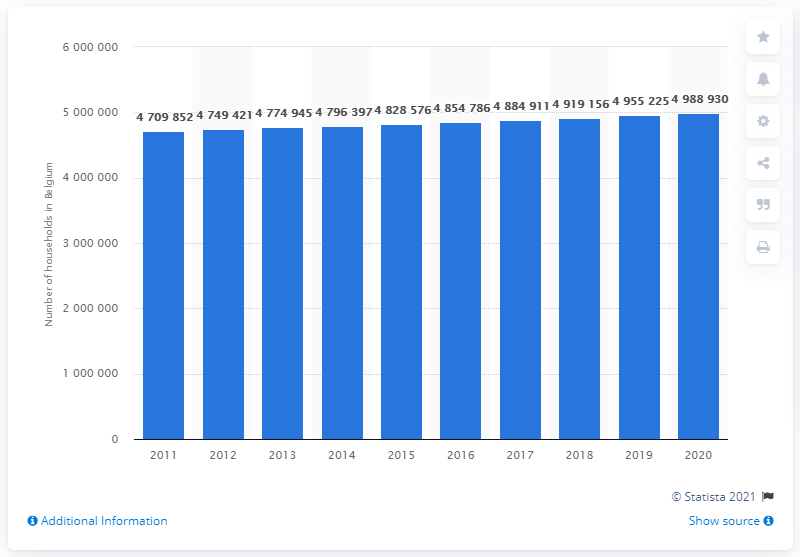 6 000 000
5 000 000
4 000 000
3 000 000
2 000 000
1 000 000
0
Number of households in Belgium
4 709 852 4 749 421 4 774 945 4 796 397 4 828 576 4 854 786 4 884 911 4 919 156 4 955 225 4 988 930
2011 2012 2013 2014 2015 2016 2017 2018 2019 2020
© Statista 2021
Additional Information Show source